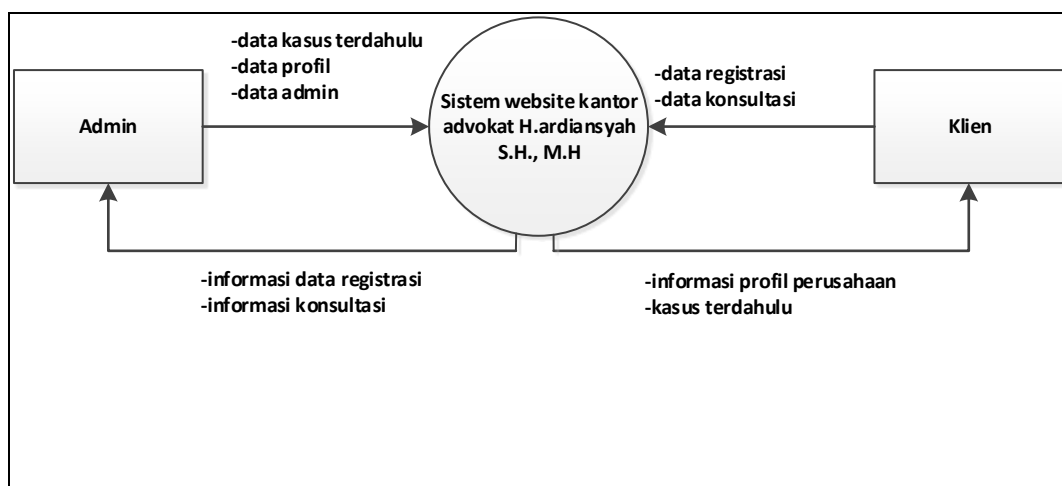 -data kasus terdahulu
-data profil
-data admin
Admin
Sistem website kantor
advokat H.ardiansyah
S.H., M.H
-data registrasi
-data konsultasi
Klien
-informasi data registrasi
-informasi konsultasi
-informasi profil perusahaan
-kasus terdahulu